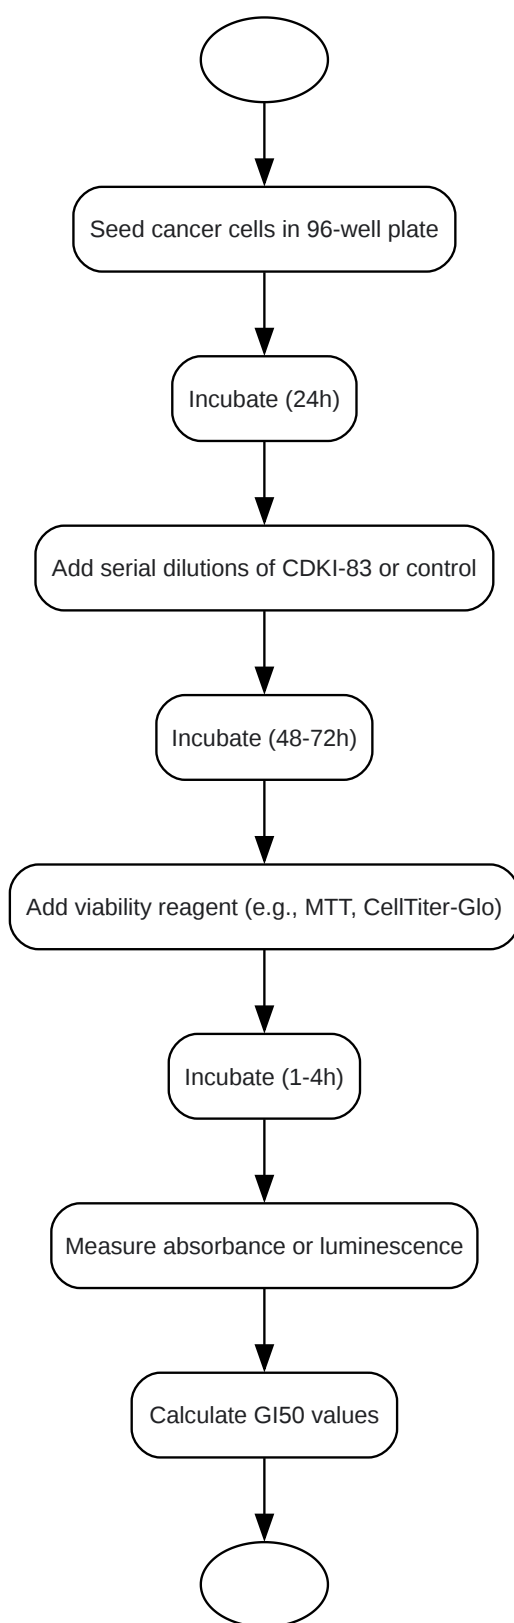 Seed cancer cells in 96-well plate
Incubate (24h)
Add serial dilutions of CDKI-83 or control
Incubate (48-72h)
Add viability reagent (e.g., MTT, CellTiter-Glo)
Incubate (1-4h)
Measure absorbance or luminescence
Calculate GI50 values